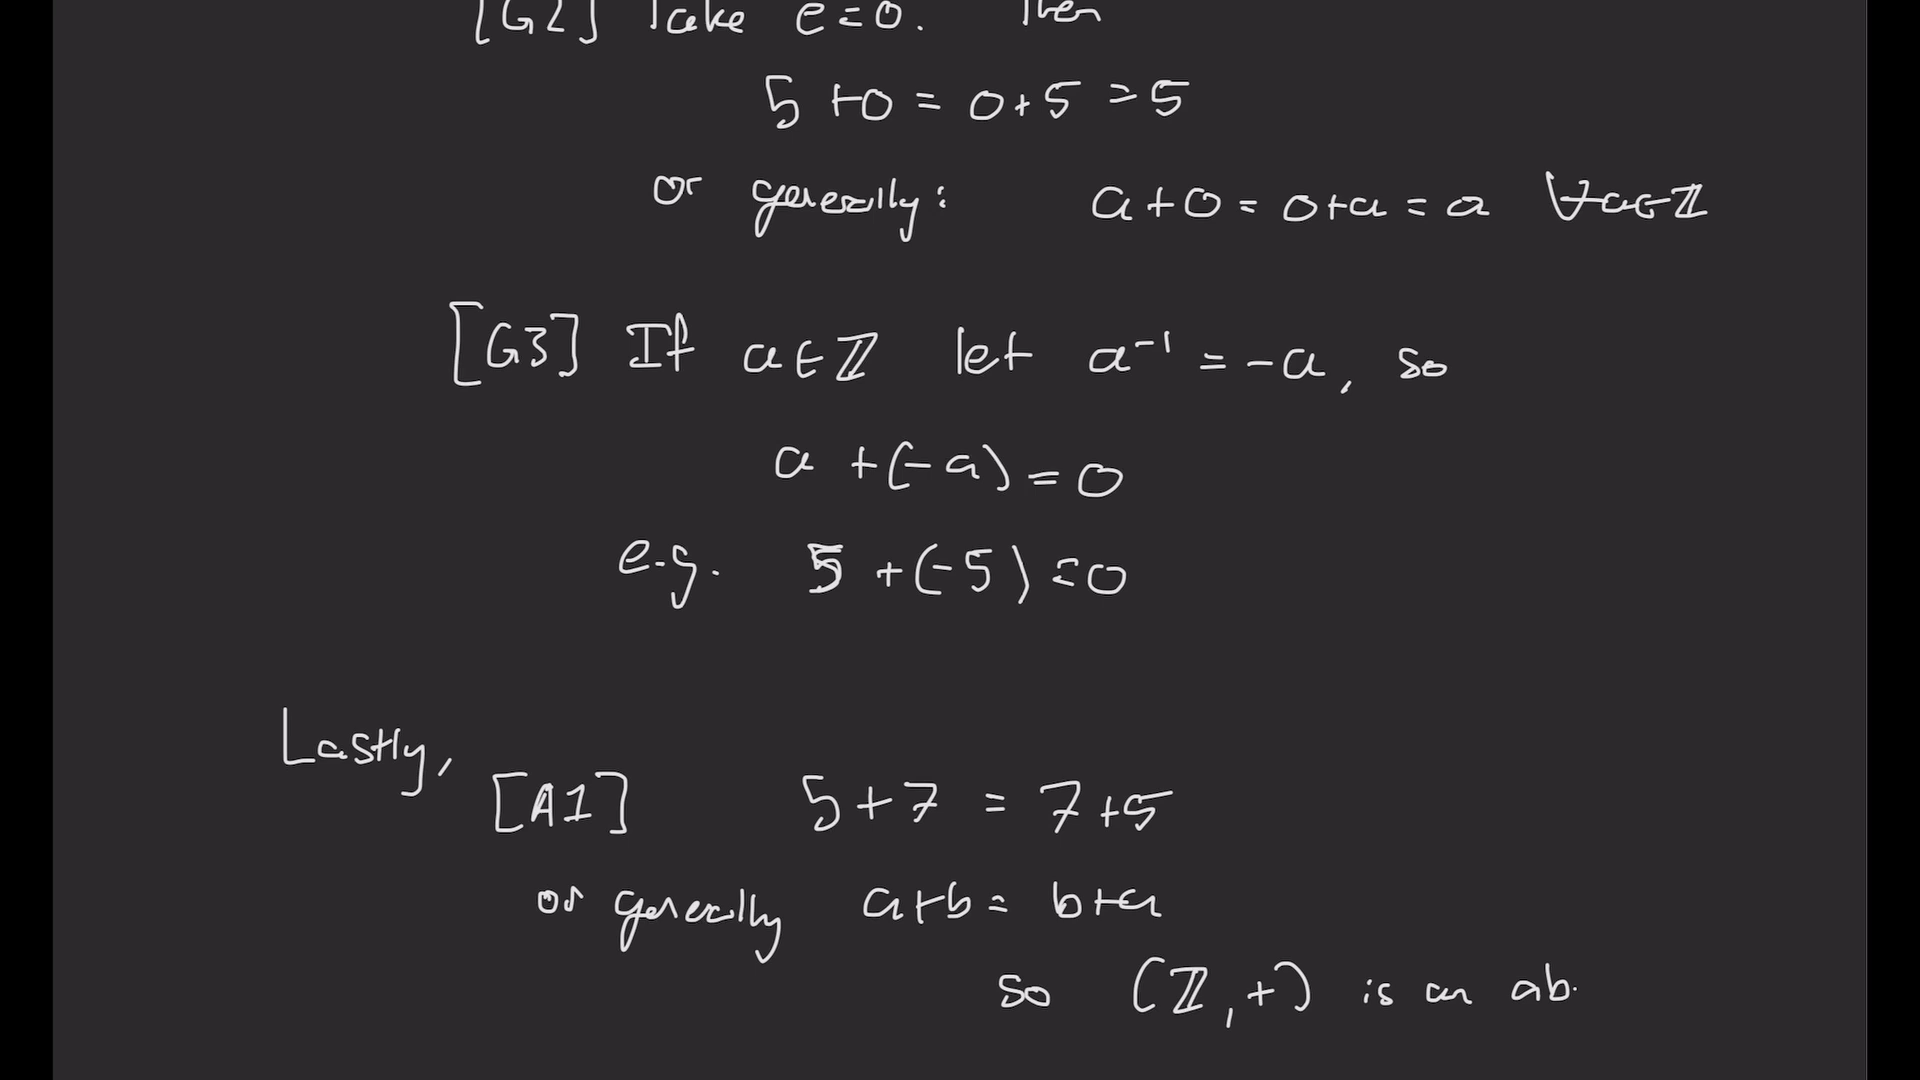 [G2] Take e=0. Then
5+0 = 0+5 = 5
or generally: a+0 = 0+a = a ∀a∈ℤ
[G3] If a∈ℤ let a⁻¹ = -a, so
a +(-a) = 0
e.g. 5 +(-5) = 0
Lastly,
[A1] 5+7 = 7+5
or generally a+b = b+a
so (ℤ,+) is an ab.